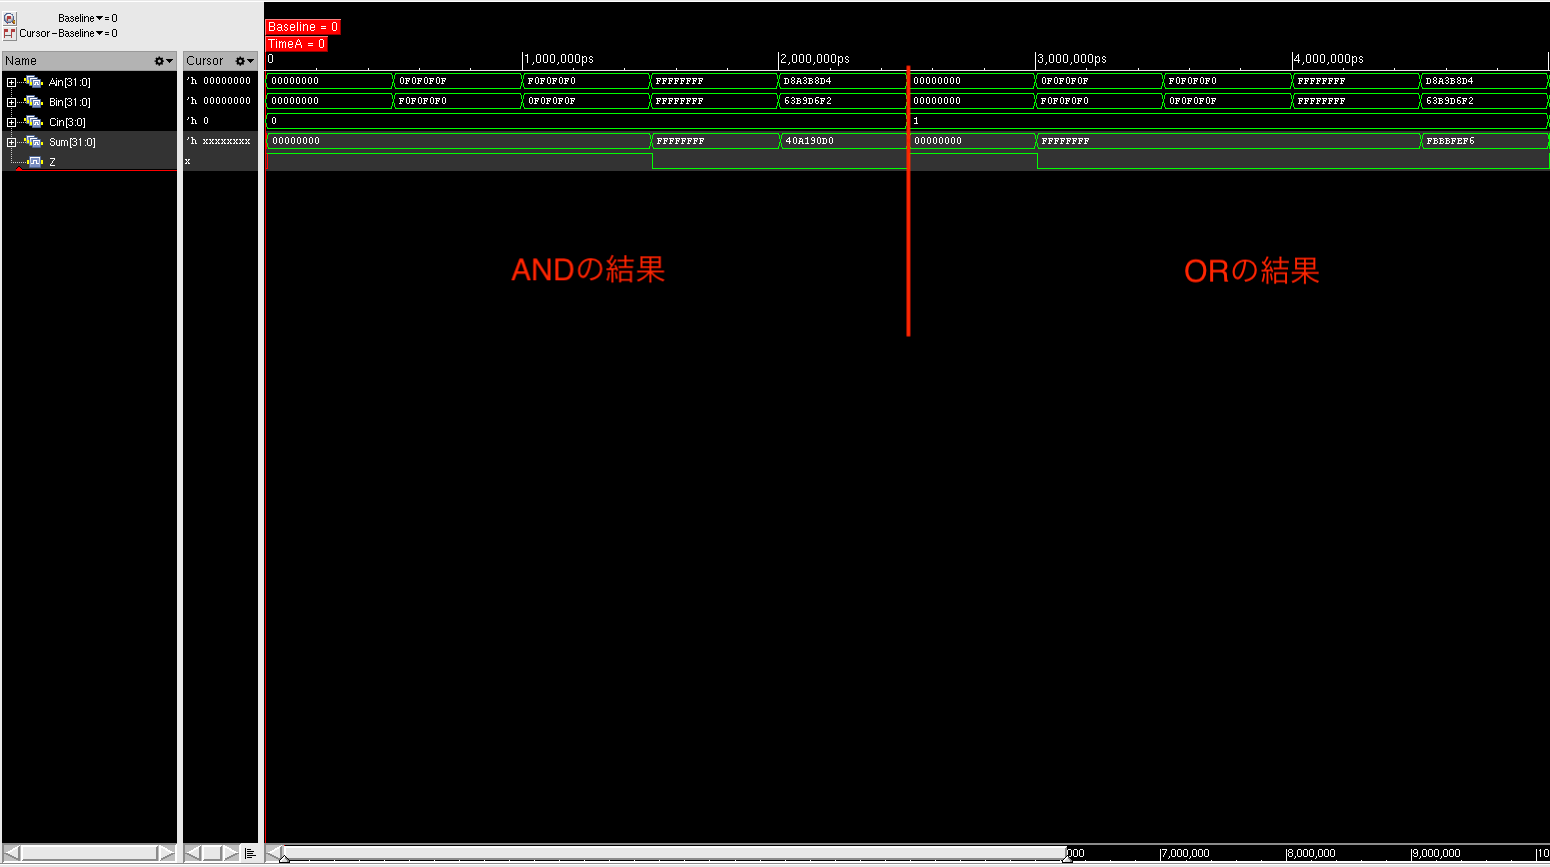 Baseline▼= 0
Cursor-Baseline▼= 0
Baseline = 0
TimeA = 0
Name
Cursor
0
1,000,000ps
2,000,000ps
3,000,000ps
4,000,000ps
Ain[31:0] 'h 00000000 00000000 0F0F0F0F F0F0F0F0 FFFFFFFF D8A3B8D4 00000000 0F0F0F0F F0F0F0F0 FFFFFFFF D8A3B8D4
Bin[31:0] 'h 00000000 00000000 F0F0F0F0 0F0F0F0F FFFFFFFF 63B9D6F2 00000000 F0F0F0F0 0F0F0F0F FFFFFFFF 63B9D6F2
Cin[3:0] 'h 0 0 1
Sum[31:0] 'h xxxxxxxx 00000000 FFFFFFFF 40A190D0 00000000 FFFFFFFF FBBBFEF6
Z x
ANDの結果
ORの結果
000 7,000,000 8,000,000 9,000,000 10